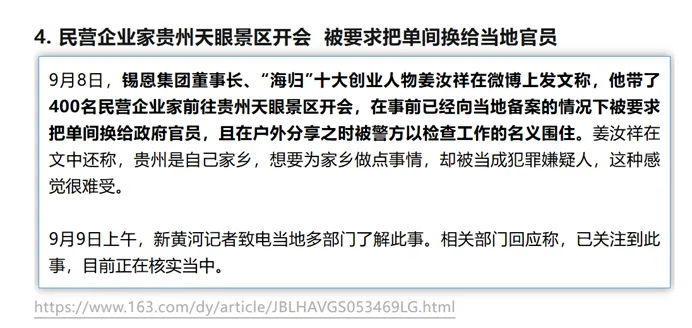 4. 民营企业家贵州天眼景区开会 被要求把单间换给当地官员
9月8日，锡恩集团董事长、“海归”十大创业人物姜汝祥在微博上发文称，他带了
400名民营企业家前往贵州天眼景区开会，在事前已经向当地备案的情况下被要求
把单间换给政府官员，且在户外分享之时被警方以检查工作的名义围住。姜汝祥在
文中还称，贵州是自己家乡，想要为家乡做点事情，却被当成犯罪嫌疑人，这种感
觉很难受。
9月9日上午，新黄河记者致电当地多部门了解此事。相关部门回应称，已关注到此
事，目前正在核实当中。
https://www.163.com/dy/article/JBLHAVGS053469LG.html